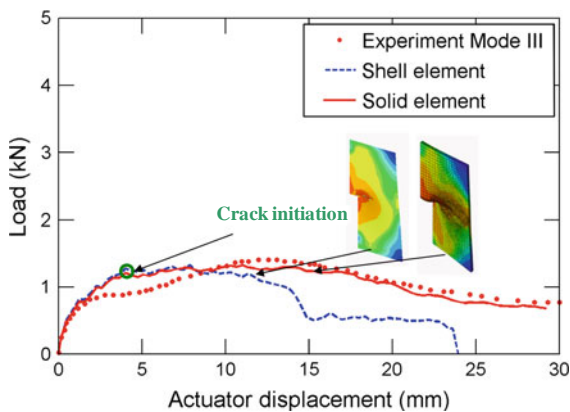 5
Experiment Mode III
Shell element
4
Solid element
3
Load (kN)
2
Crack initiation
1
0
0 5 10 15 20 25 30
Actuator displacement (mm)